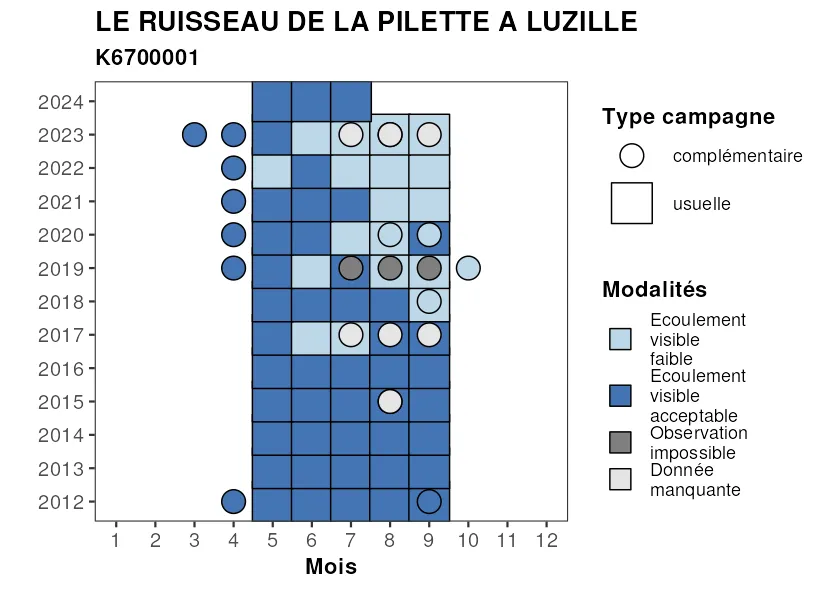 LE RUISSEAU DE LA PILETTE A LUZILLE
K6700001
2024
2023
2022
2021
2020
2019
2018
2017
2016
2015
2014
2013
2012
1 2 3 4 5 6 7 8 9 10 11 12
Mois
Type campagne
complémentaire
usuelle
Modalités
Ecoulement
visible
faible
Ecoulement
visible
acceptable
Observation
impossible
Donnée
manquante